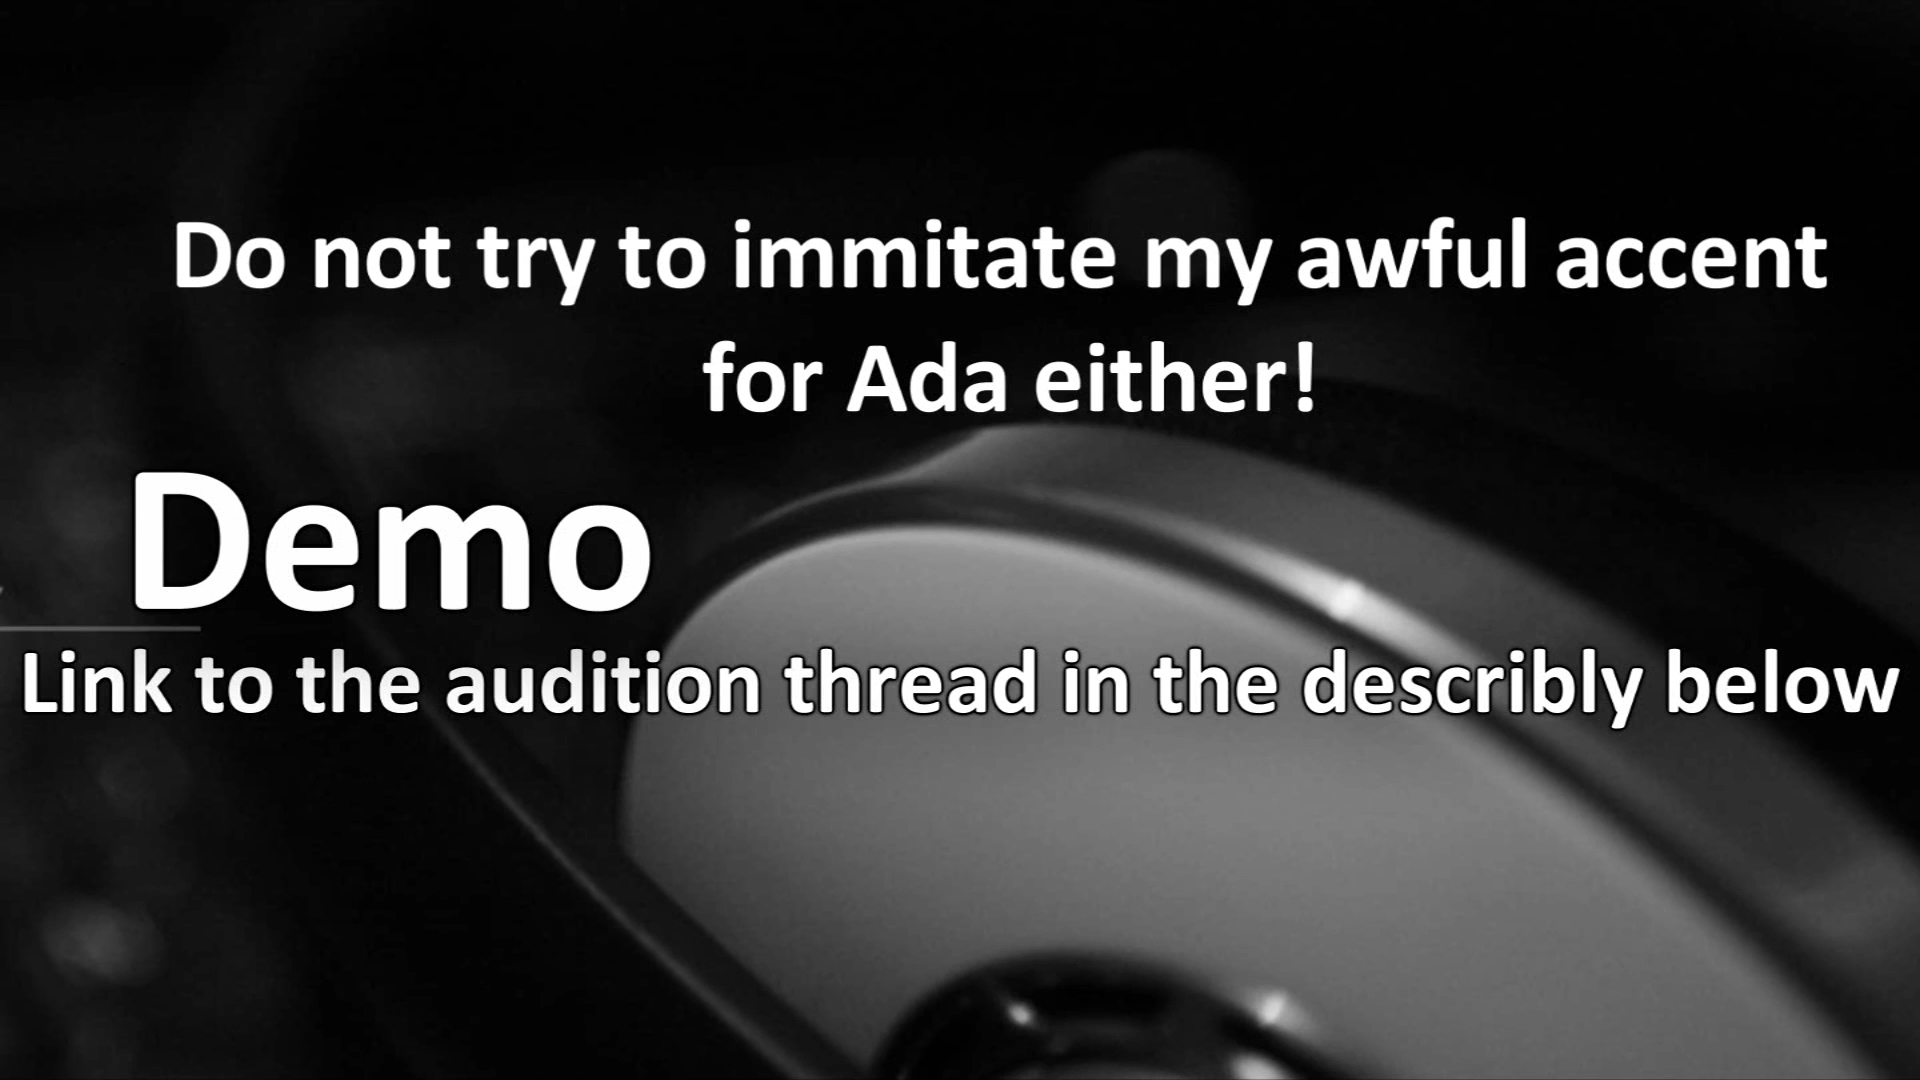 Do not try to immitate my awful accent
for Ada either!
Demo
Link to the audition thread in the describly below